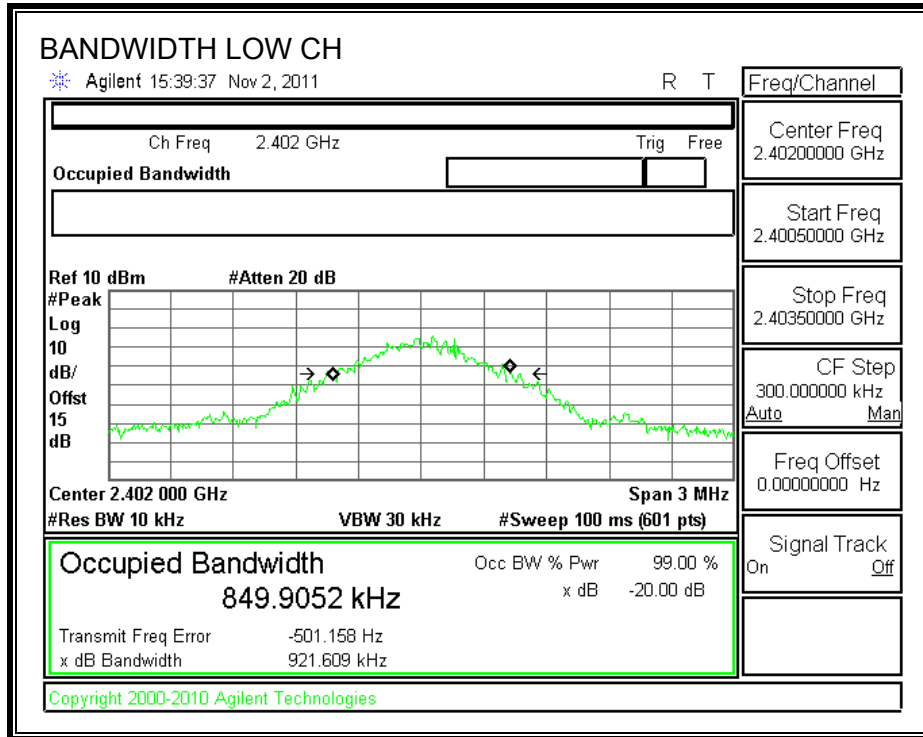 BANDWIDTH LOW CH
Agilent 15:39:37 Nov 2, 2011 R T
Freq/Channel
Ch Freq 2.402 GHz Trig Free
Occupied Bandwidth
Center Freq
2.40200000 GHz
Start Freq
2.40050000 GHz
Stop Freq
2.40350000 GHz
CF Step
300.000000 kHz
Auto Man
Freq Offset
0.00000000 Hz
Signal Track
On Off
Ref 10 dBm #Atten 20 dB
#Peak
Log
10
dB/
Offst
15
dB
Center 2.402 000 GHz Span 3 MHz
#Res BW 10 kHz VBW 30 kHz #Sweep 100 ms (601 pts)
Occupied Bandwidth Occ BW % Pwr 99.00 %
849.9052 kHz x dB -20.00 dB
Transmit Freq Error -501.158 Hz
x dB Bandwidth 921.609 kHz
Copyright 2000-2010 Agilent Technologies